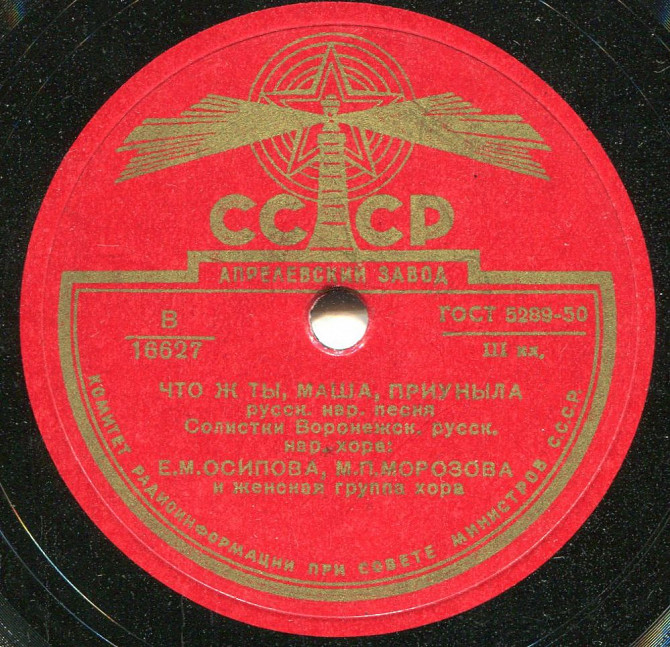 СССР
АПРЕЛЕВСКИЙ ЗАВОД
В
16627
ГОСТ 5289-50
III кл.
ЧТО Ж ТЫ, МАША, ПРИУНЫЛА
русск. нар. песня
Солистки Воронежск. русск.
нар. хора:
Е.М.ОСИПОВА, М.П.МОРОЗОВА
и женская группа хора
КОМИТЕТ РАДИОИНФОРМАЦИИ ПРИ СОВЕТЕ МИНИСТРОВ СССР